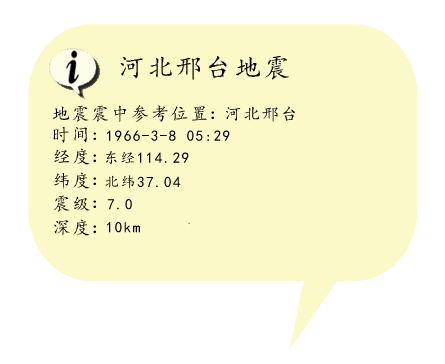 i
河北邢台地震
地震震中参考位置: 河北邢台
时间: 1966-3-8 05:29
经度: 东经114.29
纬度: 北纬37.04
震级: 7.0
深度: 10km